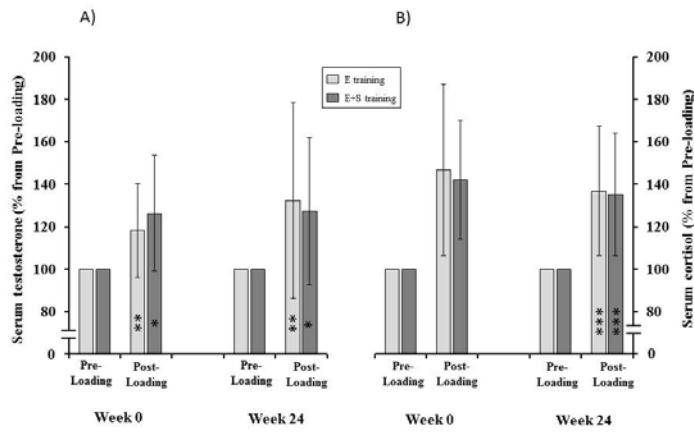 A)
B)
200
180
160
140
120
100
80
0
Serum testosterone (% from Pre-loading)
E training
E+S training
**
*
**
*
***
***
200
180
160
140
120
100
80
0
Serum cortisol (% from Pre-loading)
Pre-
Loading
Post-
Loading
Pre-
Loading
Post-
Loading
Pre-
Loading
Post-
Loading
Pre-
Loading
Post-
Loading
Week 0
Week 24
Week 0
Week 24